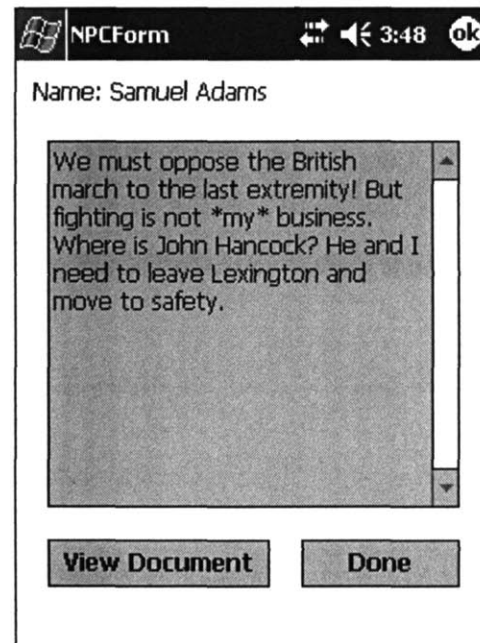 NPCForm 3:48 ok
Name: Samuel Adams
We must oppose the British
march to the last extremity! But
fighting is not *my* business.
Where is John Hancock? He and I
need to leave Lexington and
move to safety.
View Document Done